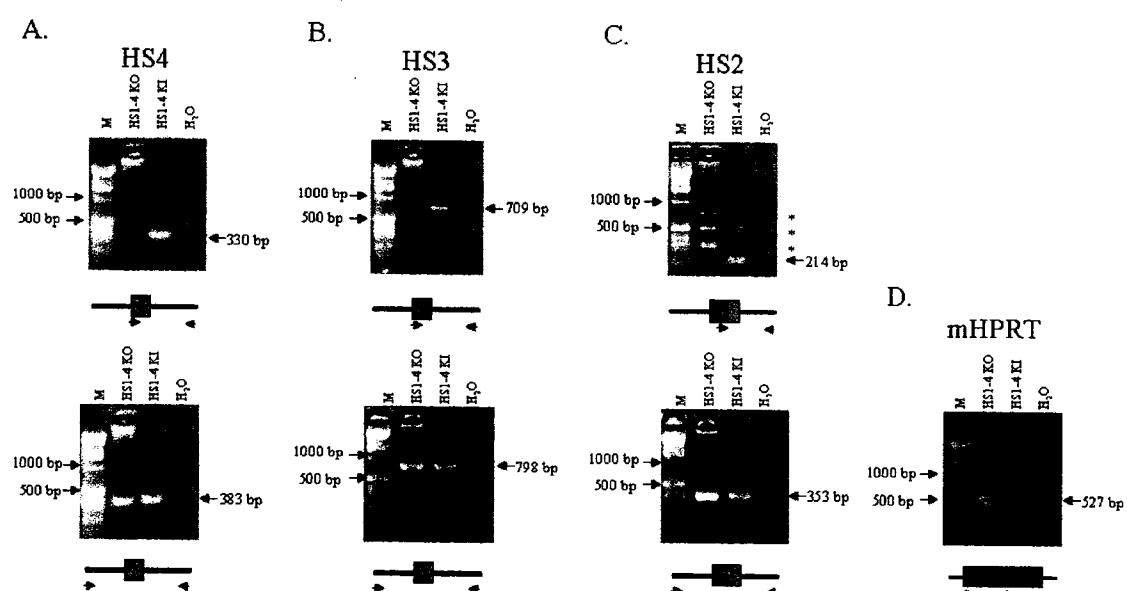 A.
HS4
M
HS1-4 KO
HS1-4 KI
H₂O
1000 bp
500 bp
330 bp
M
HS1-4 KO
HS1-4 KI
H₂O
1000 bp
500 bp
383 bp
B.
HS3
M
HS1-4 KO
HS1-4 KI
H₂O
1000 bp
500 bp
709 bp
M
HS1-4 KO
HS1-4 KI
H₂O
1000 bp
500 bp
798 bp
C.
HS2
M
HS1-4 KO
HS1-4 KI
H₂O
1000 bp
500 bp
*
*
*
214 bp
M
HS1-4 KO
HS1-4 KI
H₂O
1000 bp
500 bp
353 bp
D.
mHPRT
M
HS1-4 KO
HS1-4 KI
H₂O
1000 bp
500 bp
527 bp